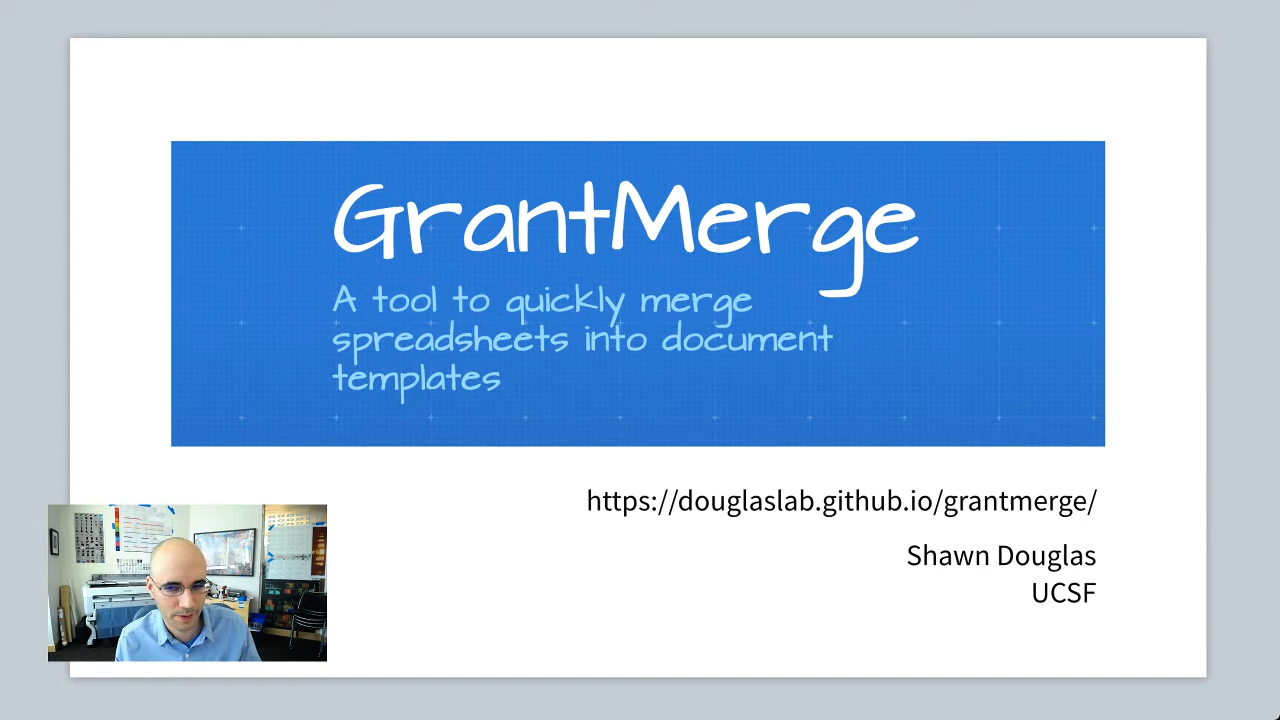 GrantMerge
A tool to quickly merge
spreadsheets into document
templates
https://douglaslab.github.io/grantmerge/
Shawn Douglas
UCSF